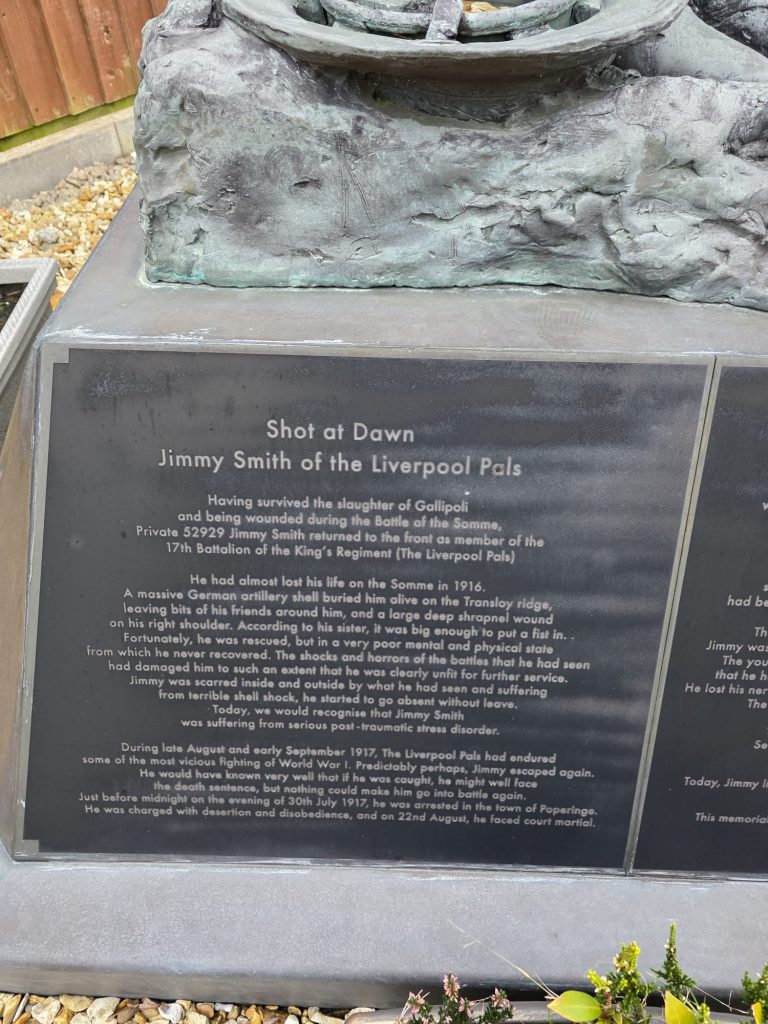 Shot at Dawn
Jimmy Smith of the Liverpool Pals
Having survived the slaughter of Gallipoli
and being wounded during the Battle of the Somme,
Private 52929 Jimmy Smith returned to the front as member of the
17th Battalion of the King's Regiment (The Liverpool Pals)
He had almost lost his life on the Somme in 1916.
A massive German artillery shell buried him alive on the Transloy ridge,
leaving bits of his friends around him, and a large deep shrapnel wound
on his right shoulder. According to his sister, it was big enough to put a fist in.
Fortunately, he was rescued, but in a very poor mental and physical state
from which he never recovered. The shocks and horrors of the battles that he had seen
had damaged him to such an extent that he was clearly unfit for further service.
Jimmy was scarred inside and outside by what he had seen and suffering
from terrible shell shock, he started to go absent without leave.
Today, we would recognise that Jimmy Smith
was suffering from serious post-traumatic stress disorder.
During late August and early September 1917, The Liverpool Pals had endured
some of the most vicious fighting of World War I. Predictably perhaps, Jimmy escaped again.
He would have known very well that if he was caught, he might well face
the death sentence, but nothing could make him go into battle again.
Just before midnight on the evening of 30th July 1917, he was arrested in the town of Poperinge.
He was charged with desertion and disobedience, and on 22nd August, he faced court martial.
had be
Th
Jimmy was
The you
that he h
He lost his ner
The
Se
Today, Jimmy li
This memorial